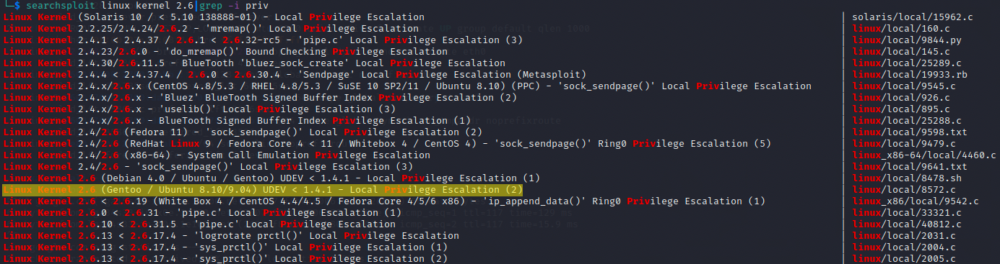 └─$ searchsploit linux kernel 2.6|grep -i priv
Linux Kernel (Solaris 10 / < 5.10 138888-01) - Local Privilege Escalation | solaris/local/15962.c
Linux Kernel 2.2.25/2.4.24/2.6.2 - 'mremap()' Local Privilege Escalation | linux/local/160.c
Linux Kernel 2.4.1 < 2.4.37 / 2.6.1 < 2.6.32-rc5 - 'pipe.c' Local Privilege Escalation (3) | linux/local/9844.py
Linux Kernel 2.4.23/2.6.0 - 'do_mremap()' Bound Checking Privilege Escalation | linux/local/145.c
Linux Kernel 2.4.30/2.6.11.5 - BlueTooth 'bluez_sock_create' Local Privilege Escalation | linux/local/25289.c
Linux Kernel 2.4.4 < 2.4.37.4 / 2.6.0 < 2.6.30.4 - 'Sendpage' Local Privilege Escalation (Metasploit) | linux/local/19933.rb
Linux Kernel 2.4.x/2.6.x (CentOS 4.8/5.3 / RHEL 4.8/5.3 / SuSE 10 SP2/11 / Ubuntu 8.10) (PPC) - 'sock_sendpage()' Local Privilege Escalation | linux/local/9545.c
Linux Kernel 2.4.x/2.6.x - 'Bluez' BlueTooth Signed Buffer Index Privilege Escalation (2) | linux/local/926.c
Linux Kernel 2.4.x/2.6.x - 'uselib()' Local Privilege Escalation (3) | linux/local/895.c
Linux Kernel 2.4.x/2.6.x - BlueTooth Signed Buffer Index Privilege Escalation (1) | linux/local/25288.c
Linux Kernel 2.4/2.6 (Fedora 11) - 'sock_sendpage()' Local Privilege Escalation (2) | linux/local/9598.txt
Linux Kernel 2.4/2.6 (RedHat Linux 9 / Fedora Core 4 < 11 / Whitebox 4 / CentOS 4) - 'sock_sendpage()' Ring0 Privilege Escalation (5) | linux/local/9479.c
Linux Kernel 2.4/2.6 (x86-64) - System Call Emulation Privilege Escalation | linux_x86-64/local/4460.c
Linux Kernel 2.4/2.6 - 'sock_sendpage()' Local Privilege Escalation (3) | linux/local/9641.txt
Linux Kernel 2.6 (Debian 4.0 / Ubuntu / Gentoo) UDEV < 1.4.1 - Local Privilege Escalation (1) | linux/local/8478.sh
Linux Kernel 2.6 (Gentoo / Ubuntu 8.10/9.04) UDEV < 1.4.1 - Local Privilege Escalation (2) | linux/local/8572.c
Linux Kernel 2.6 < 2.6.19 (White Box 4 / CentOS 4.4/4.5 / Fedora Core 4/5/6 x86) - 'ip_append_data()' Ring0 Privilege Escalation (1) | linux_x86/local/9542.c
Linux Kernel 2.6.0 < 2.6.31 - 'pipe.c' Local Privilege Escalation (1) | linux/local/33321.c
Linux Kernel 2.6.10 < 2.6.31.5 - 'pipe.c' Local Privilege Escalation | linux/local/40812.c
Linux Kernel 2.6.13 < 2.6.17.4 - 'logrotate prctl()' Local Privilege Escalation | linux/local/2031.c
Linux Kernel 2.6.13 < 2.6.17.4 - 'sys_prctl()' Local Privilege Escalation (1) | linux/local/2004.c
Linux Kernel 2.6.13 < 2.6.17.4 - 'sys_prctl()' Local Privilege Escalation (2) | linux/local/2005.c